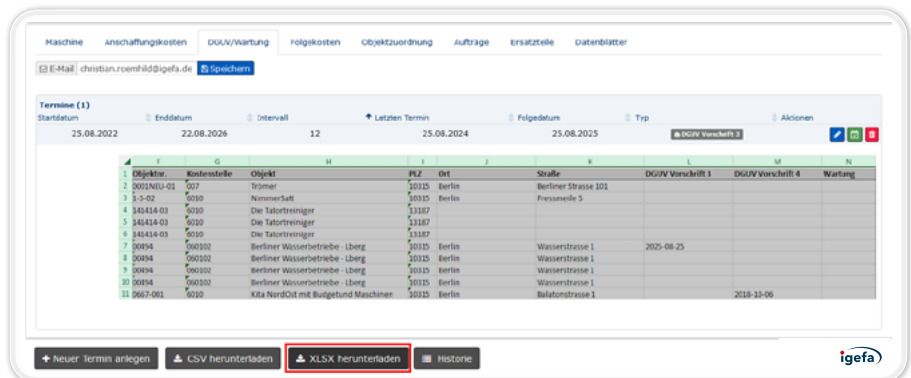 Maschine Anschaffungskosten DGUV/Wartung Folgekosten Objektzuordnung Aufträge Ersatzteile Datenblätter
E-Mail christian.roemhild@igefa.de Speichern
Termine (1)
Startdatum Enddatum Intervall Letzten Termin Folgedatum Typ Aktionen
25.08.2022 22.08.2026 12 25.08.2024 25.08.2025 DGUV Vorschrift 3
F G H I J K L M N
1 Objektnr. Kostenstelle Objekt PLZ Ort Straße DGUV Vorschrift 3 DGUV Vorschrift 4 Wartung
2 0001NEU-01 007 Trömer 10315 Berlin Berliner Strasse 101
3 1-5-02 6010 NimmerSatt 10315 Berlin Pressmeile 5
4 141414-03 6010 Die Tatortreiniger 13187
5 141414-03 6010 Die Tatortreiniger 13187
6 141414-03 6010 Die Tatortreiniger 13187
7 00494 060102 Berliner Wasserbetriebe - Lberg 10315 Berlin Wasserstrasse 1 2025-08-25
8 00494 060102 Berliner Wasserbetriebe - Lberg 10315 Berlin Wasserstrasse 1
9 00494 060102 Berliner Wasserbetriebe - Lberg 10315 Berlin Wasserstrasse 1
10 00494 060102 Berliner Wasserbetriebe - Lberg 10315 Berlin Wasserstrasse 1
11 0667-001 6010 Kita NordOst mit Budgetund Maschinen 10315 Berlin Balatonstrasse 1
Neuer Termin anlegen CSV herunterladen XLSX herunterladen Historie igefa